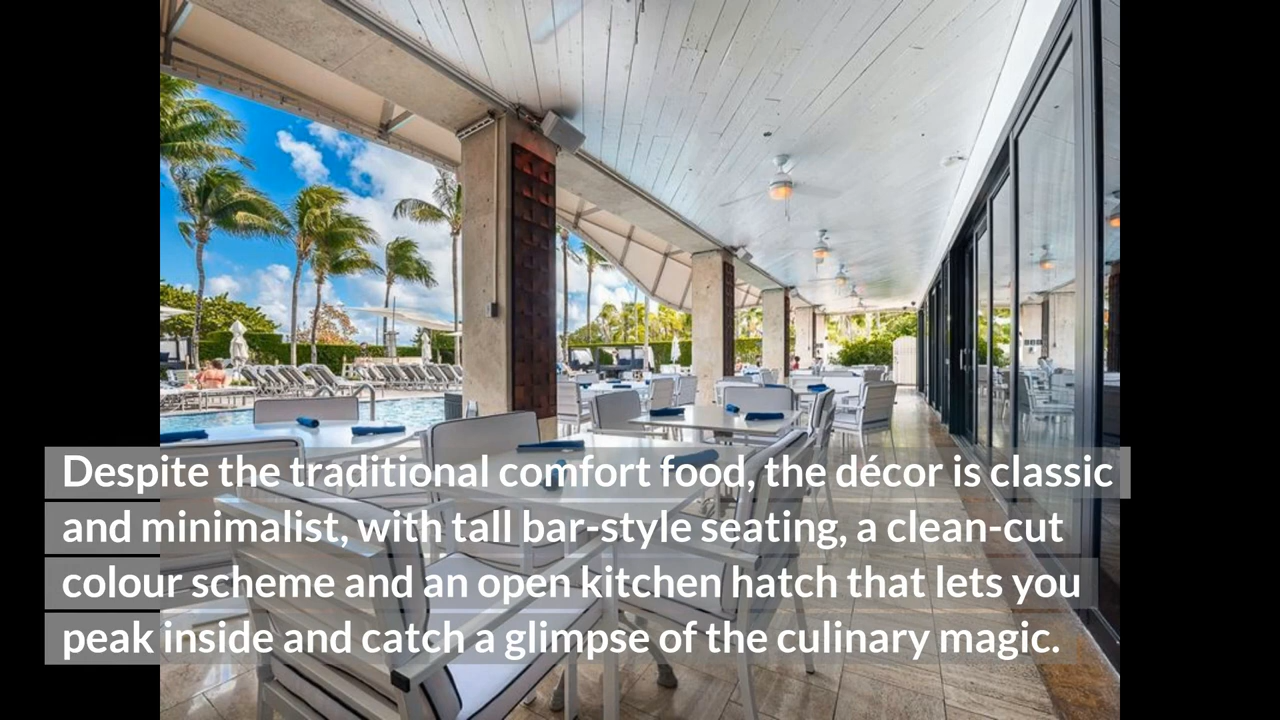 Despite the traditional comfort food, the décor is classic
and minimalist, with tall bar-style seating, a clean-cut
colour scheme and an open kitchen hatch that lets you
peak inside and catch a glimpse of the culinary magic.